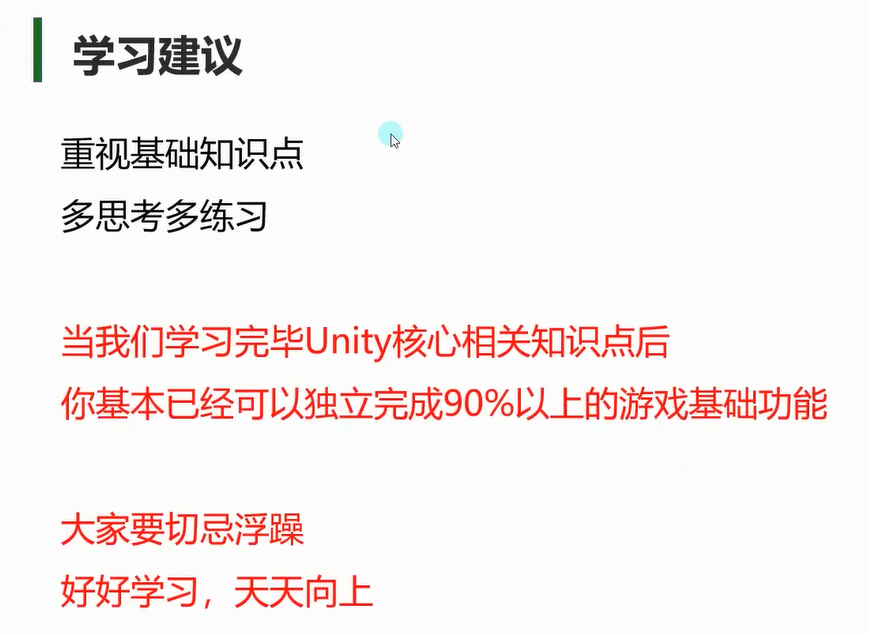 学习建议
重视基础知识点
多思考多练习
当我们学习完毕Unity核心相关知识点后
你基本已经可以独立完成90%以上的游戏基础功能
大家要切忌浮躁
好好学习，天天向上